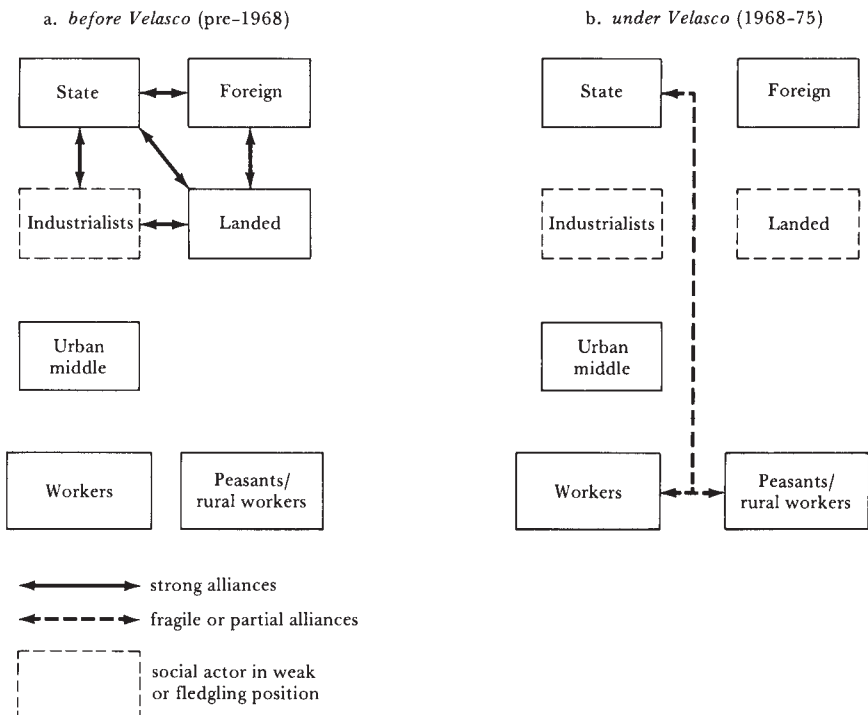 a. before Velasco (pre-1968)
State
Foreign
Industrialists
Landed
Urban
middle
Workers
Peasants/
rural workers
b. under Velasco (1968-75)
State
Foreign
Industrialists
Landed
Urban
middle
Workers
Peasants/
rural workers
strong alliances
fragile or partial alliances
social actor in weak
or fledgling position